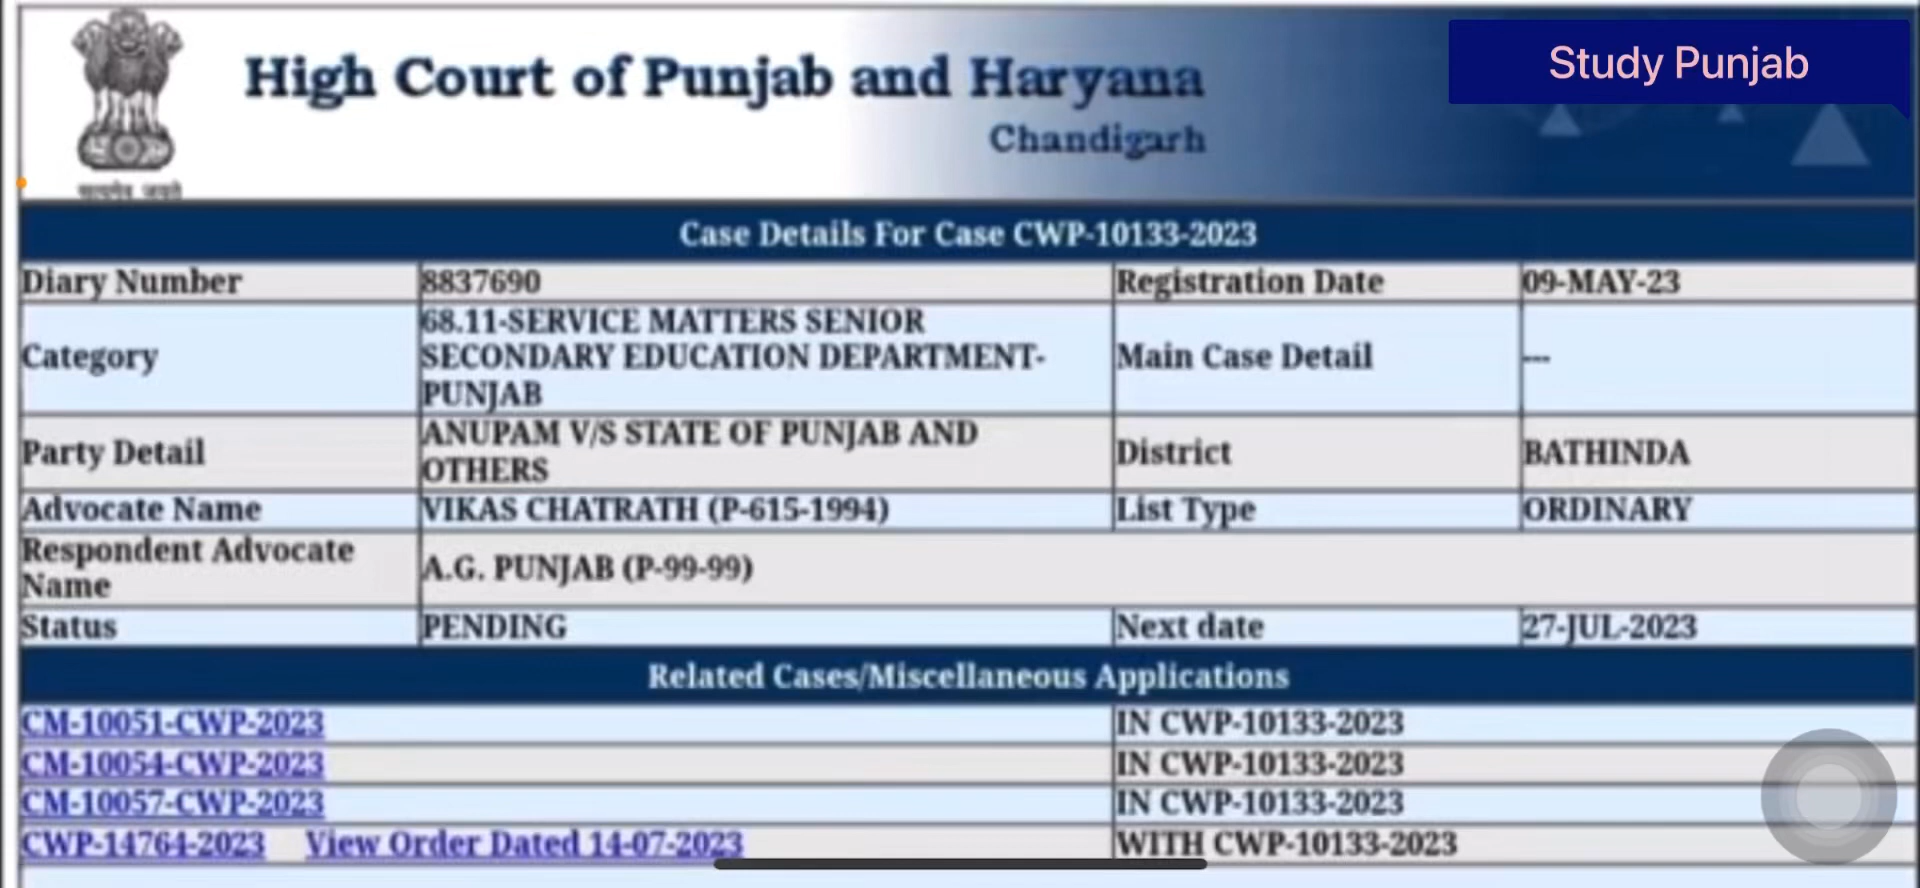 Study Punjab
High Court of Punjab and Haryana
Chandigarh
सत्यमेव जयते
Case Details For Case CWP-10133-2023
Diary Number 8837690 Registration Date 09-MAY-23
Category 68.11-SERVICE MATTERS SENIOR
SECONDARY EDUCATION DEPARTMENT-
PUNJAB Main Case Detail ---
Party Detail ANUPAM V/S STATE OF PUNJAB AND
OTHERS District BATHINDA
Advocate Name VIKAS CHATRATH (P-615-1994) List Type ORDINARY
Respondent Advocate
Name A.G. PUNJAB (P-99-99)
Status PENDING Next date 27-JUL-2023
Related Cases/Miscellaneous Applications
CM-10051-CWP-2023 IN CWP-10133-2023
CM-10054-CWP-2023 IN CWP-10133-2023
CM-10057-CWP-2023 IN CWP-10133-2023
CWP-14764-2023 View Order Dated 14-07-2023 WITH CWP-10133-2023